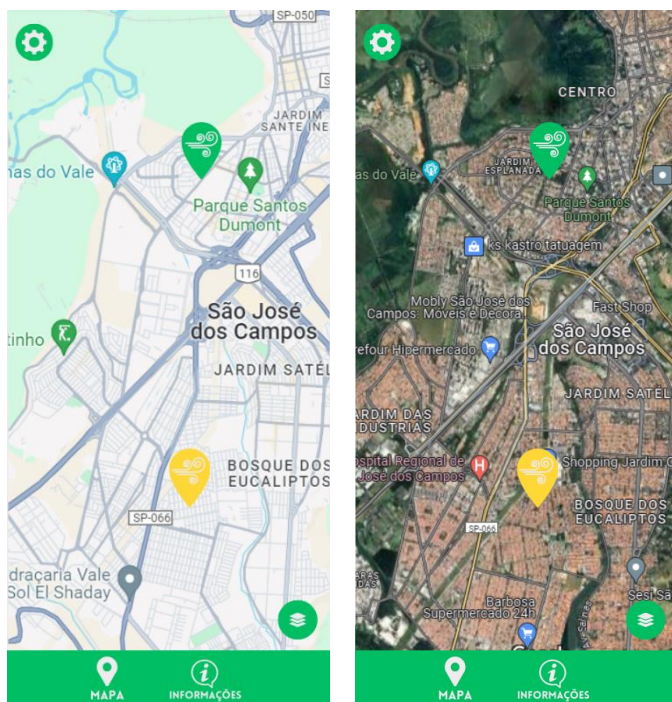 SP-050
JARDIM
SANTE INE
nas do Vale
Parque Santos
Dumont
116
São José
dos Campos
tinho
JARDIM SATÉL
BOSQUE DOS
EUCALIPTOS
SP-066
draçaria Vale
Sol El Shaday
MAPA
INFORMAÇÕES
CENTRO
JARDIM
ESPLANADA
as do Vale
Parque Santos
Dumont
ks kastro tatuagem
Mobly São José dos
Campos: Móveis e Decora...
Fast Shop
São José
dos Campos
refour Hipermercado
JARDIM SATÉL
ARDIM DAS
NDUSTRIAS
ospital Regional de
José dos Campos
H
Shopping Jardim O
BOSQUE DOS
EUCALIPTOS
SP-066
Sesi Sã
Barbosa
Supermercado 24h
MAPA
INFORMAÇÕES